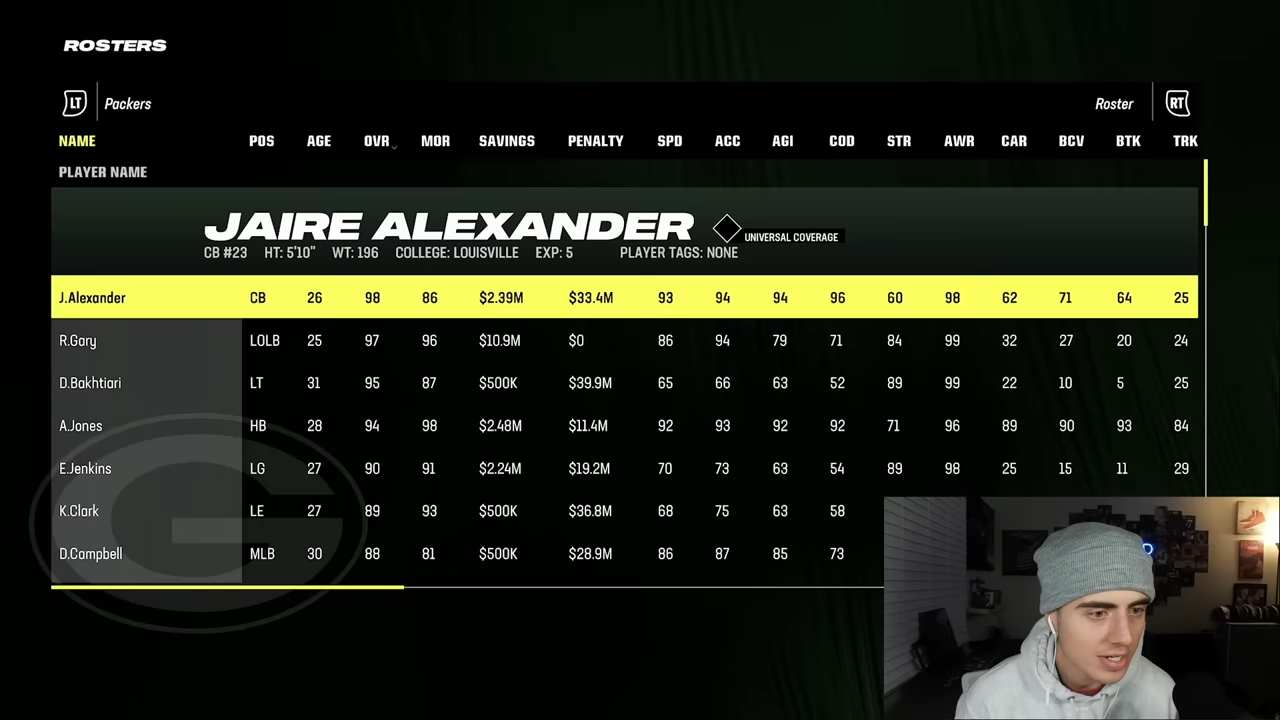 ROSTERS
LT Packers Roster RT
NAME POS AGE OVR MOR SAVINGS PENALTY SPD ACC AGI COD STR AWR CAR BCV BTK TRK
PLAYER NAME
JAIRE ALEXANDER UNIVERSAL COVERAGE
CB #23 HT: 5'10" WT: 196 COLLEGE: LOUISVILLE EXP: 5 PLAYER TAGS: NONE
J.Alexander CB 26 98 86 $2.39M $33.4M 93 94 94 96 60 98 62 71 64 25
R.Gary LOLB 25 97 96 $10.9M $0 86 94 79 71 84 99 32 27 20 24
D.Bakhtiari LT 31 95 87 $500K $39.9M 65 66 63 52 89 99 22 10 5 25
A.Jones HB 28 94 98 $2.48M $11.4M 92 93 92 92 71 96 89 90 93 84
E.Jenkins LG 27 90 91 $2.24M $19.2M 70 73 63 54 89 98 25 15 11 29
K.Clark LE 27 89 93 $500K $36.8M 68 75 63 58
D.Campbell MLB 30 88 81 $500K $28.9M 86 87 85 73